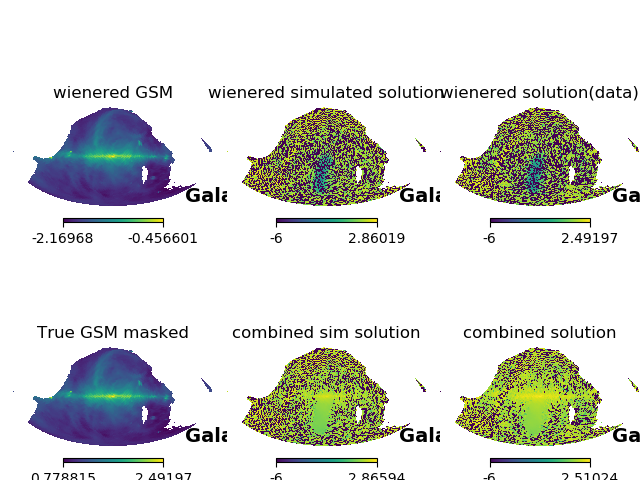 wienered GSM
wienered simulated solution
wienered solution(data)
Gala
Gala
Ga
-2.16968 -0.456601
-6 2.86019
-6 2.49197
True GSM masked
combined sim solution
combined solution
Gala
Gala
Ga
0.778815 2.49197
-6 2.86594
-6 2.51024